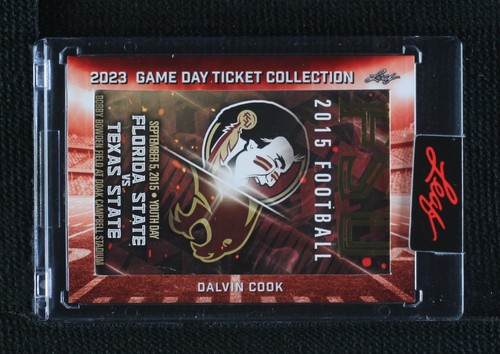 2023 GAME DAY TICKET COLLECTION
Leaf
2015 FOOTBALL
SEPTEMBER 5, 2015 • YOUTH DAY
FLORIDA STATE
VS.
TEXAS STATE
BOBBY BOWDEN FIELD AT DOAK CAMPBELL STADIUM
DALVIN COOK
Leaf